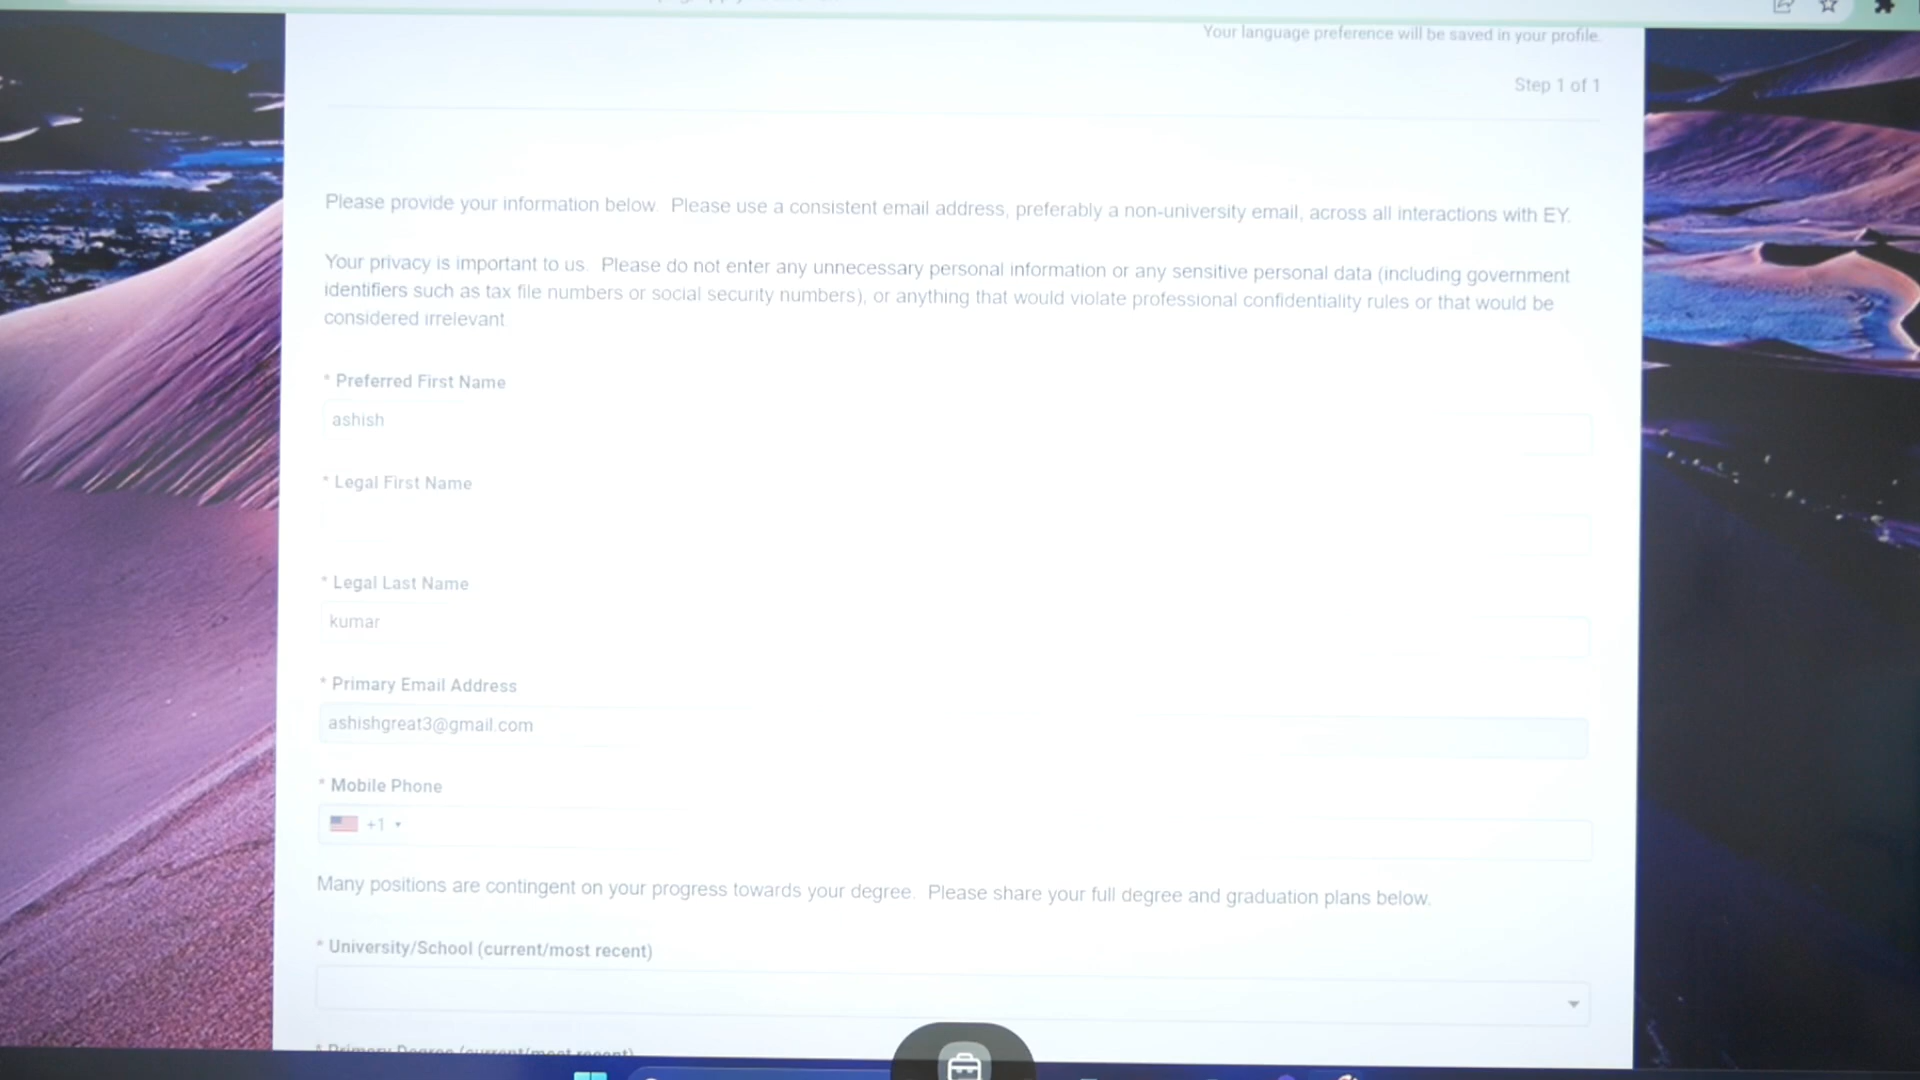 Your language preference will be saved in your profile.
Step 1 of 1
Please provide your information below. Please use a consistent email address, preferably a non-university email, across all interactions with EY.
Your privacy is important to us. Please do not enter any unnecessary personal information or any sensitive personal data (including government
identifiers such as tax file numbers or social security numbers), or anything that would violate professional confidentiality rules or that would be
considered irrelevant.
* Preferred First Name
ashish
* Legal First Name
* Legal Last Name
kumar
* Primary Email Address
ashishgreat3@gmail.com
* Mobile Phone
+1
Many positions are contingent on your progress towards your degree. Please share your full degree and graduation plans below.
* University/School (current/most recent)
* Primary Degree (current/most recent)